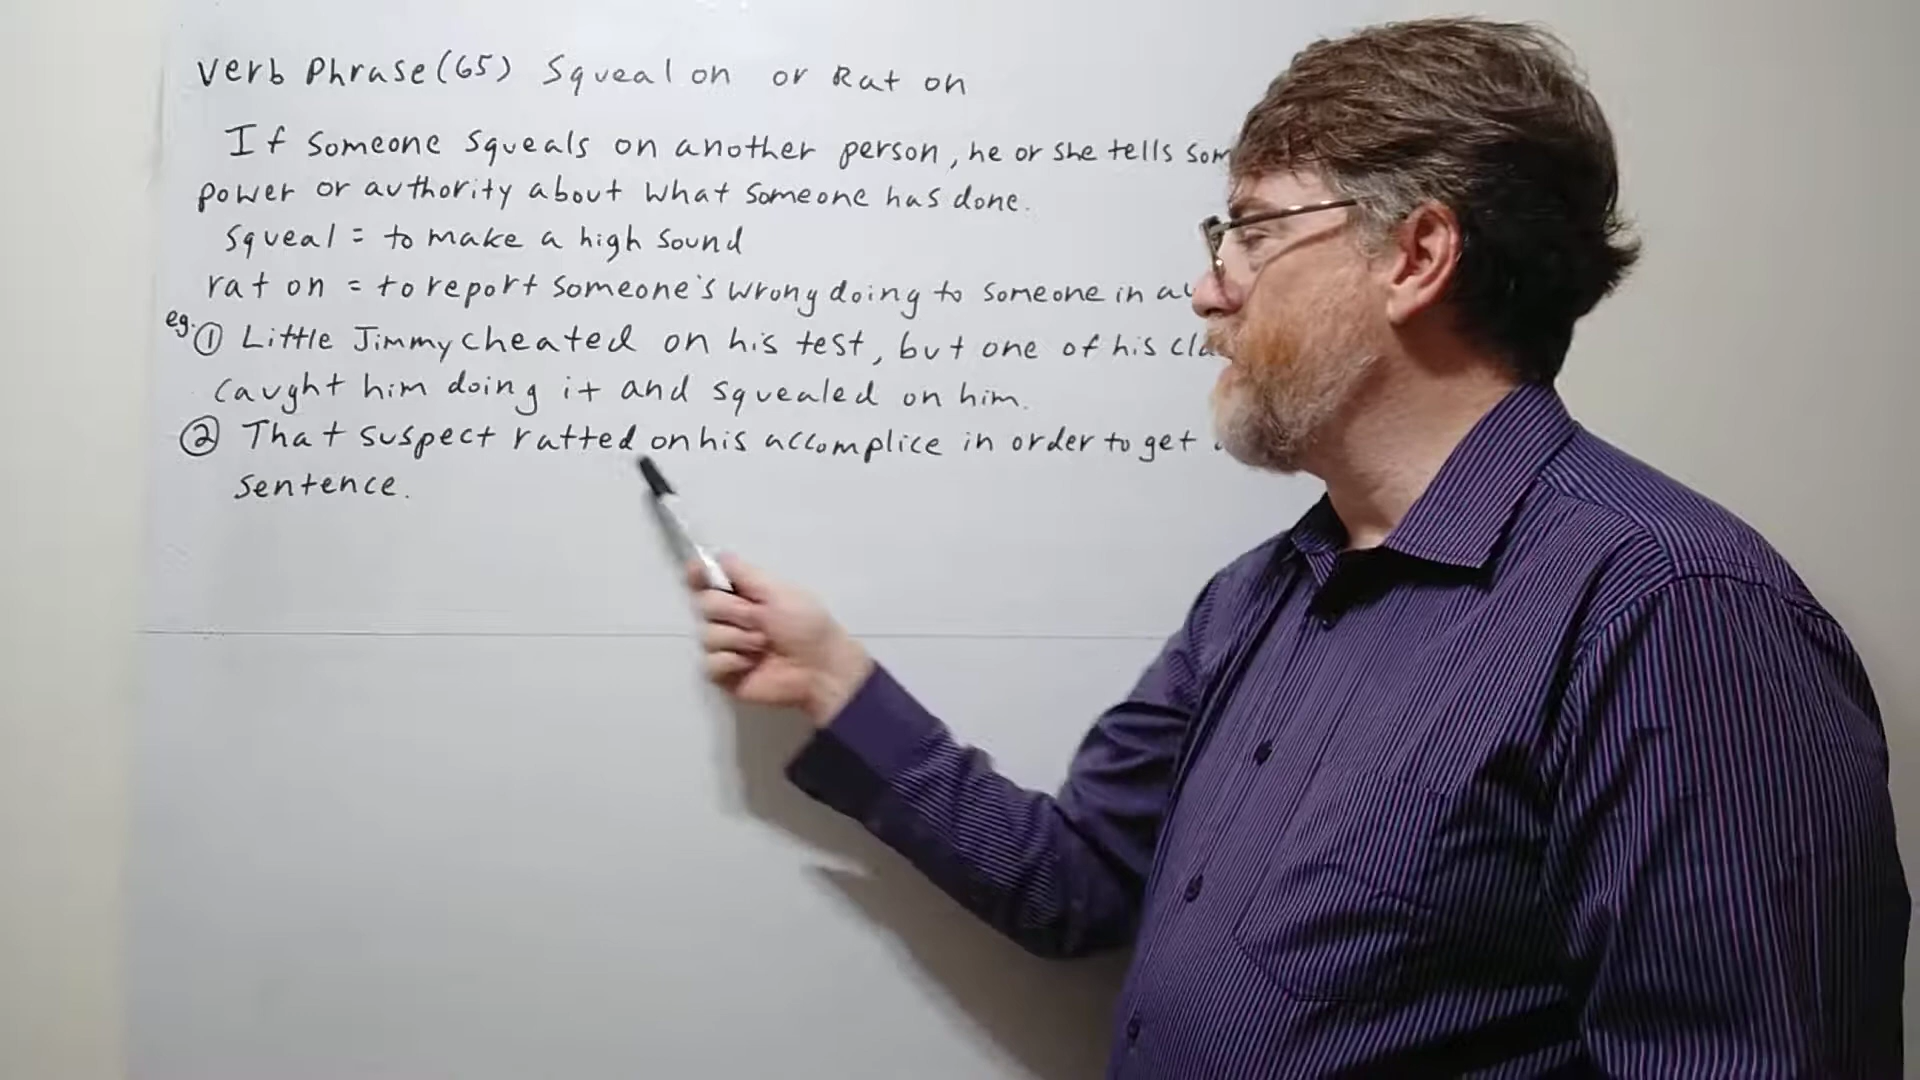 Verb Phrase (65) Squeal on or Rat on
If someone squeals on another person, he or she tells
power or authority about what someone has done.
squeal = to make a high sound
rat on = to report someone's wrong doing to someone in
eg. ① Little Jimmy cheated on his test, but one of his
caught him doing it and squealed on him.
② That suspect ratted on his accomplice in order to get
sentence.